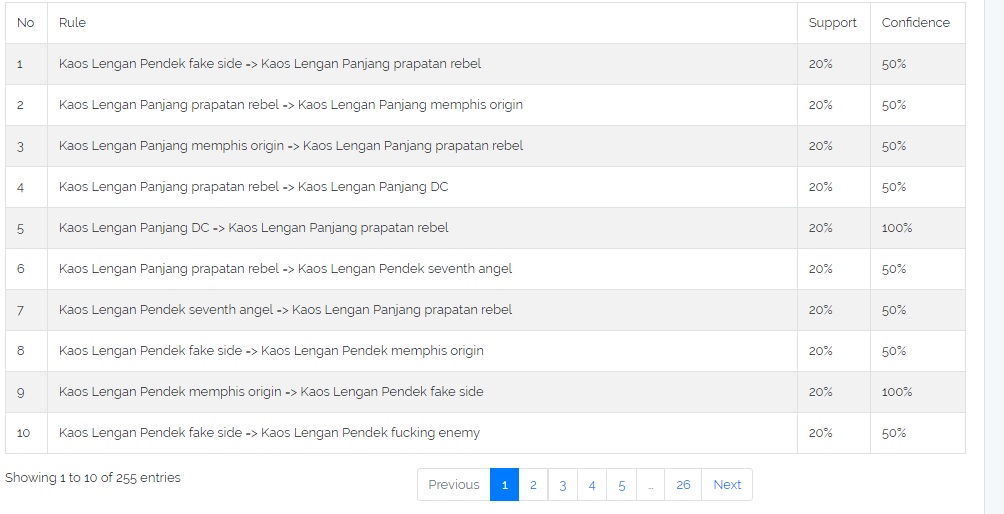 No Rule Support Confidence
1 Kaos Lengan Pendek fake side => Kaos Lengan Panjang prapatan rebel 20% 50%
2 Kaos Lengan Panjang prapatan rebel => Kaos Lengan Panjang memphis origin 20% 50%
3 Kaos Lengan Panjang memphis origin => Kaos Lengan Panjang prapatan rebel 20% 50%
4 Kaos Lengan Panjang prapatan rebel => Kaos Lengan Panjang DC 20% 50%
5 Kaos Lengan Panjang DC => Kaos Lengan Panjang prapatan rebel 20% 100%
6 Kaos Lengan Panjang prapatan rebel => Kaos Lengan Pendek seventh angel 20% 50%
7 Kaos Lengan Pendek seventh angel => Kaos Lengan Panjang prapatan rebel 20% 50%
8 Kaos Lengan Pendek fake side => Kaos Lengan Pendek memphis origin 20% 50%
9 Kaos Lengan Pendek memphis origin => Kaos Lengan Pendek fake side 20% 100%
10 Kaos Lengan Pendek fake side => Kaos Lengan Pendek fucking enemy 20% 50%
Showing 1 to 10 of 255 entries
Previous 1 2 3 4 5 ... 26 Next